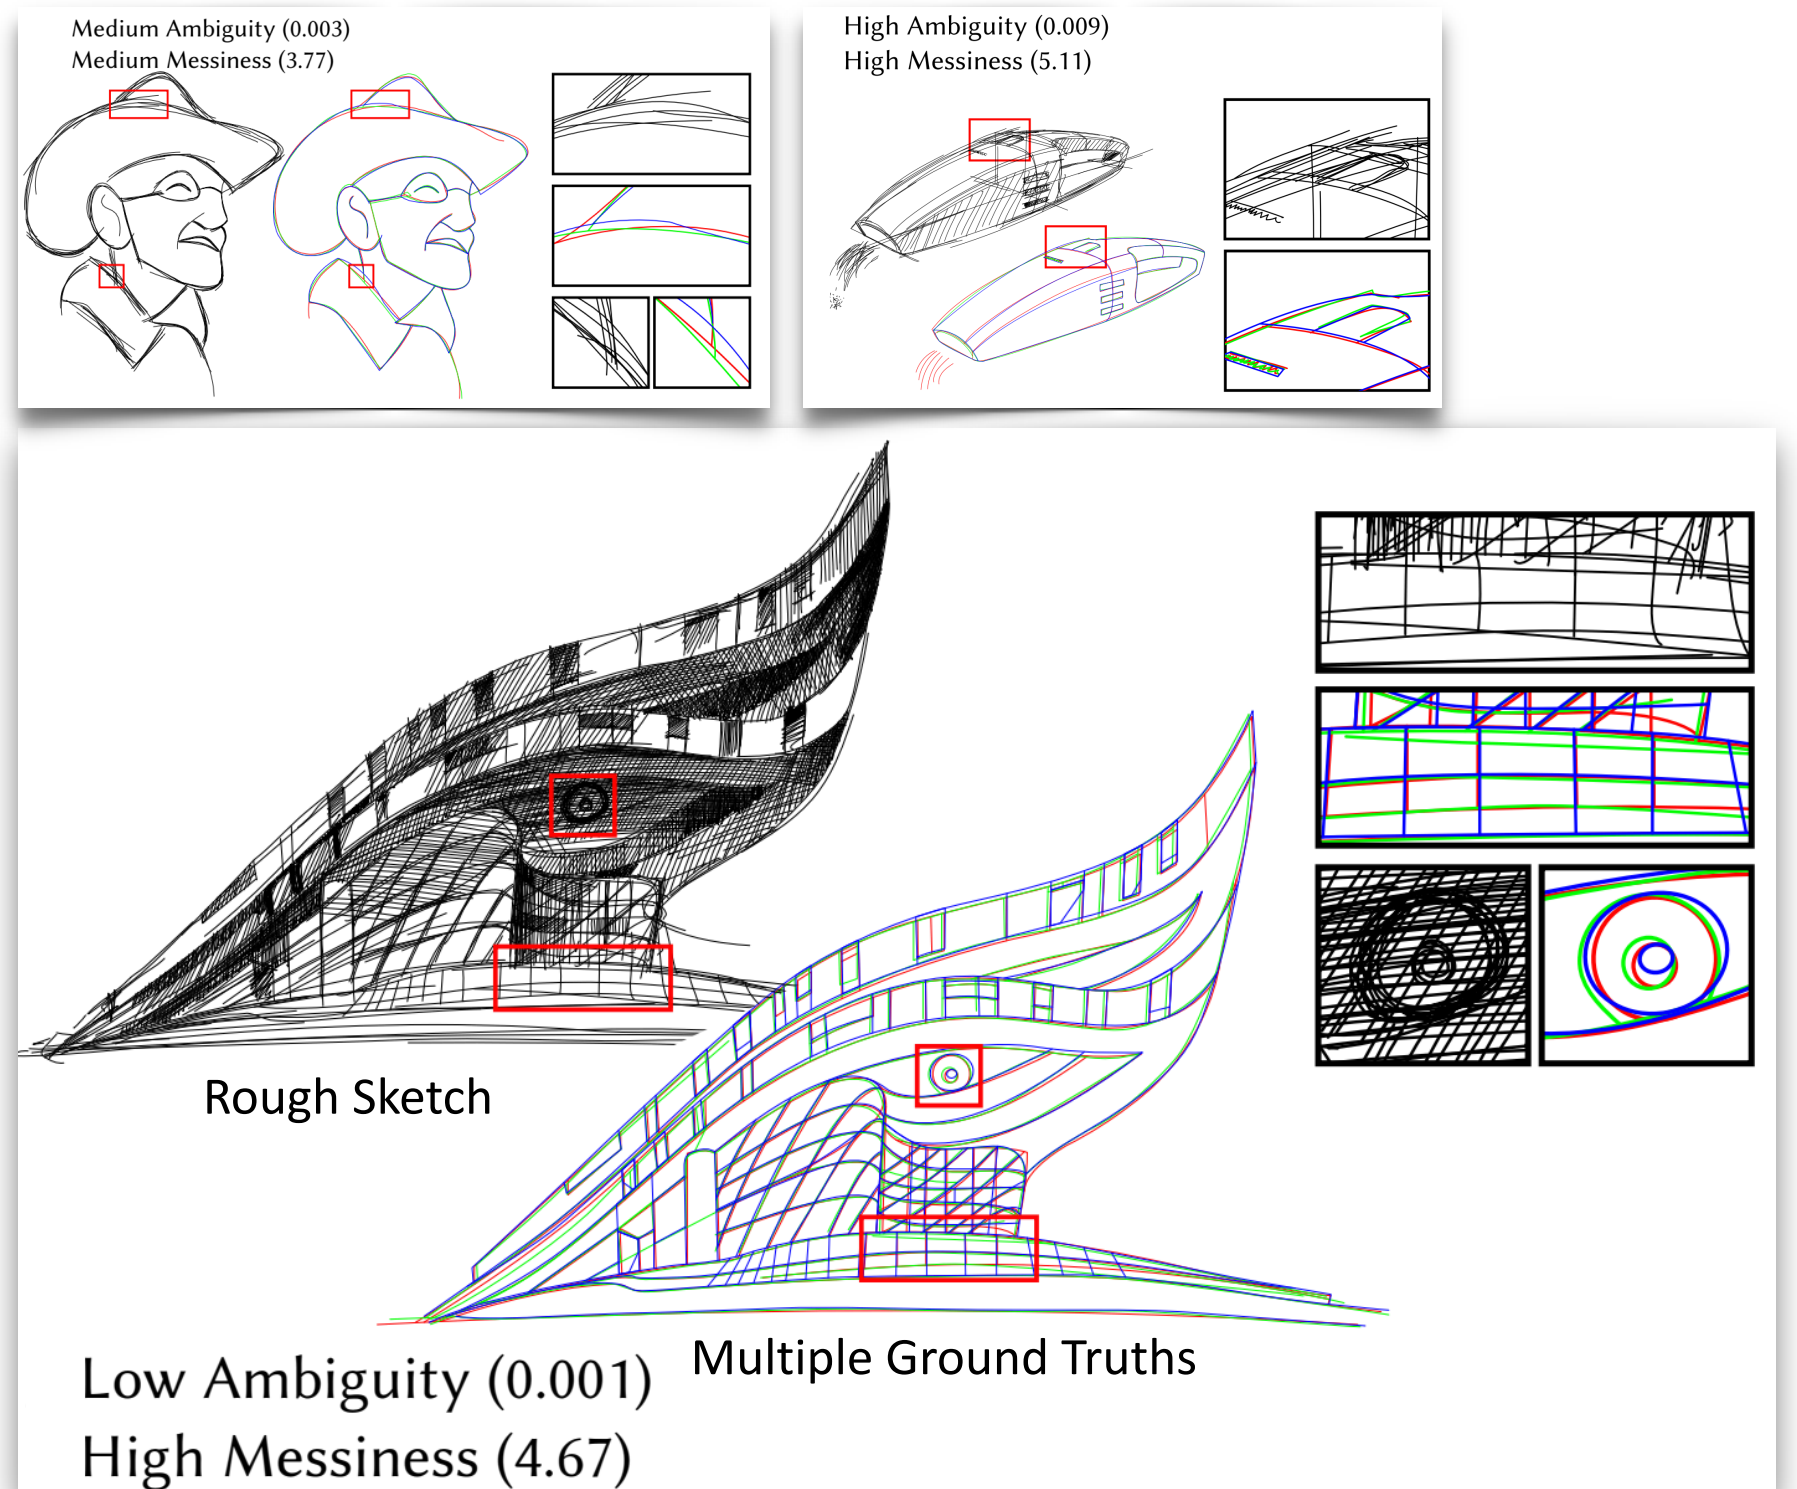 Medium Ambiguity (0.003)
Medium Messiness (3.77)
High Ambiguity (0.009)
High Messiness (5.11)
Rough Sketch
Multiple Ground Truths
Low Ambiguity (0.001)
High Messiness (4.67)